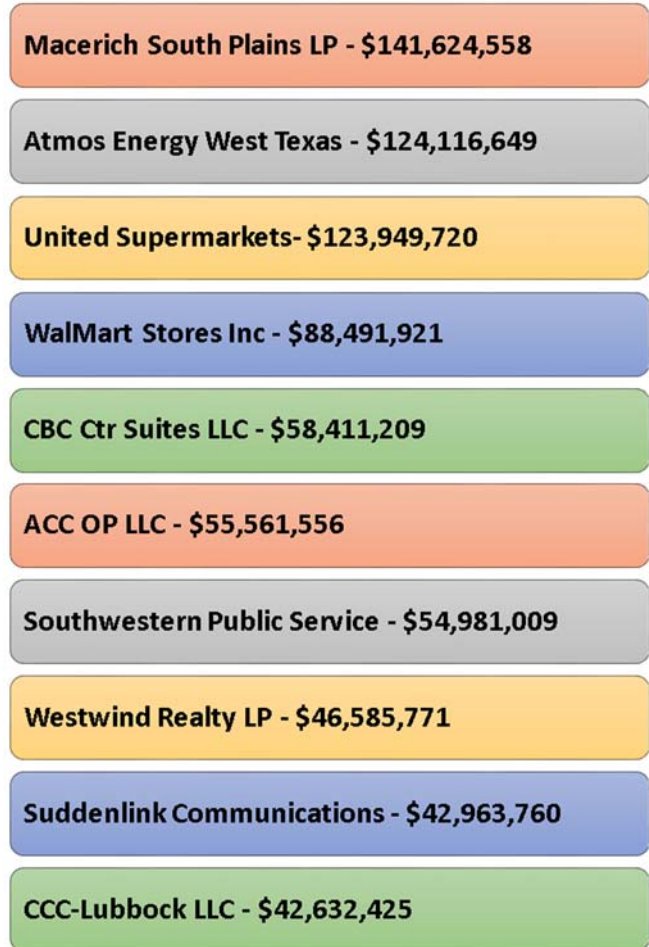 Macerich South Plains LP - $141,624,558
Atmos Energy West Texas - $124,116,649
United Supermarkets- $123,949,720
WalMart Stores Inc - $88,491,921
CBC Ctr Suites LLC - $58,411,209
ACC OP LLC - $55,561,556
Southwestern Public Service - $54,981,009
Westwind Realty LP - $46,585,771
Suddenlink Communications - $42,963,760
CCC-Lubbock LLC - $42,632,425